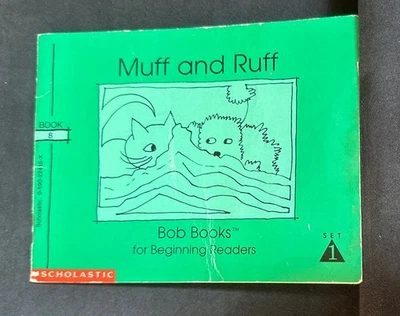 Muff and Ruff
BOOK
8
Bob Books™
for Beginning Readers
SET
1
SCHOLASTIC